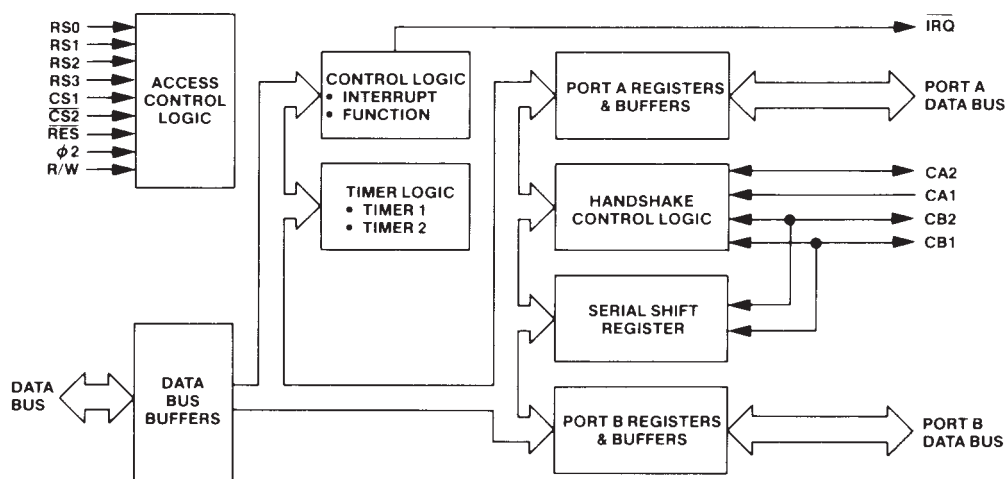 RS0
RS1
RS2
RS3
CS1
CS2
RES
ϕ2
R/W
ACCESS
CONTROL
LOGIC
CONTROL LOGIC
• INTERRUPT
• FUNCTION
TIMER LOGIC
• TIMER 1
• TIMER 2
DATA
BUS
DATA
BUS
BUFFERS
PORT A REGISTERS
& BUFFERS
HANDSHAKE
CONTROL LOGIC
SERIAL SHIFT
REGISTER
PORT B REGISTERS
& BUFFERS
IRQ
PORT A
DATA BUS
CA2
CA1
CB2
CB1
PORT B
DATA BUS